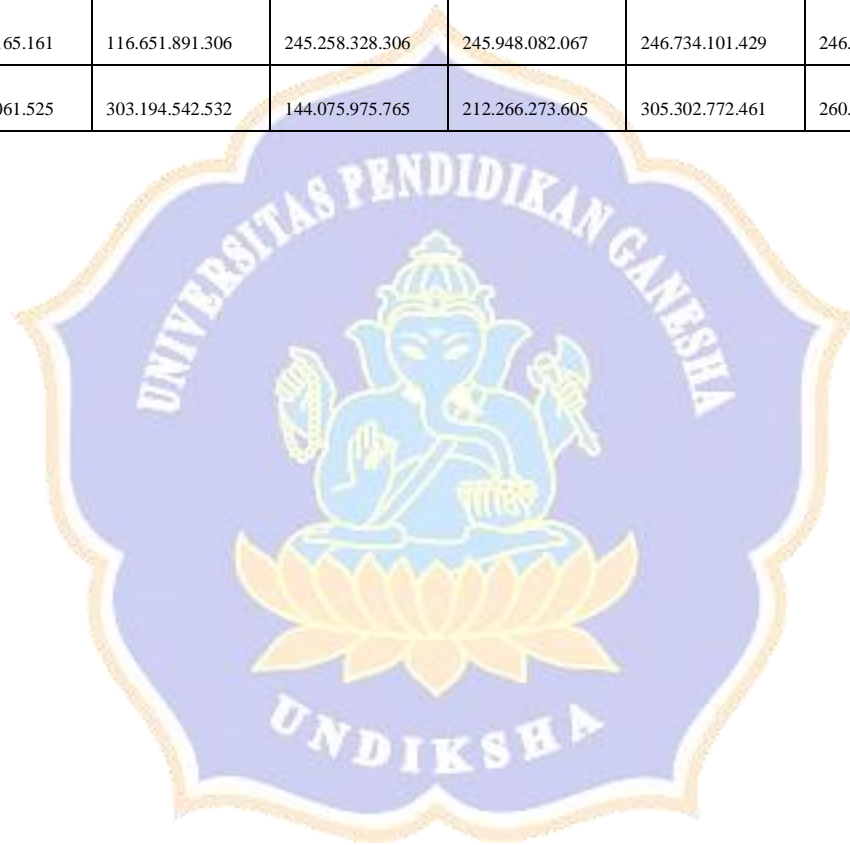 65.161 116.651.891.306 245.258.328.306 245.948.082.067 246.734.101.429 246.
061.525 303.194.542.532 144.075.975.765 212.266.273.605 305.302.772.461 260.
UNIVERSITAS PENDIDIKAN GANESHA
UNDIKSHA